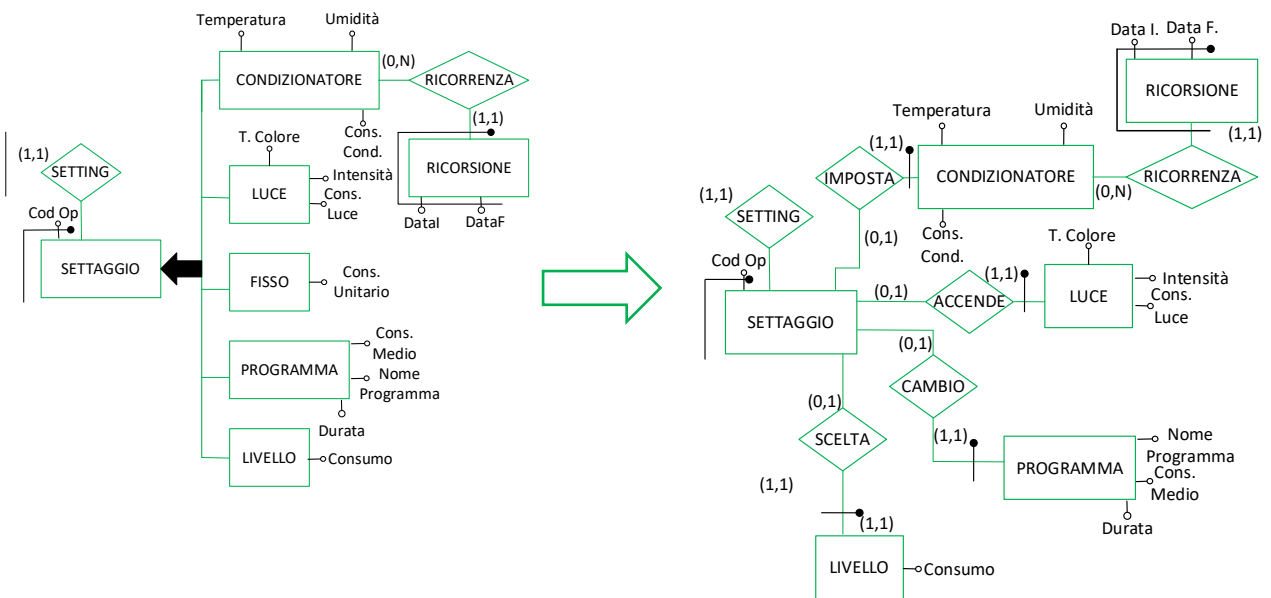 Temperatura
Umidità
CONDIZIONATORE
(0,N)
RICORRENZA
Cons.
Cond.
(1,1)
RICORSIONE
DataI
DataF
T. Colore
LUCE
Intensità
Cons.
Luce
(1,1)
SETTING
Cod Op
SETTAGGIO
FISSO
Cons.
Unitario
PROGRAMMA
Cons.
Medio
Nome
Programma
Durata
LIVELLO
Consumo
Data I.
Data F.
RICORSIONE
(1,1)
Temperatura
Umidità
(1,1)
IMPOSTA
CONDIZIONATORE
(0,N)
RICORRENZA
(1,1)
SETTING
(0,1)
Cons.
Cond.
T. Colore
Cod Op
(0,1)
ACCENDE
(1,1)
LUCE
Intensità
Cons.
Luce
SETTAGGIO
(0,1)
CAMBIO
(0,1)
SCELTA
(1,1)
PROGRAMMA
Nome
Programma
Cons.
Medio
Durata
(1,1)
(1,1)
LIVELLO
Consumo